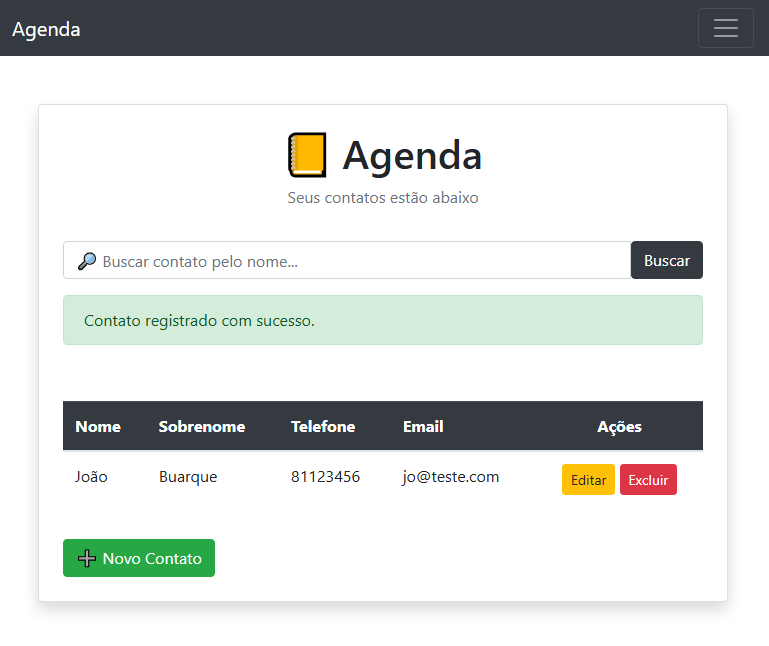 Agenda
Agenda
Seus contatos estão abaixo
Buscar contato pelo nome...
Buscar
Contato registrado com sucesso.
Nome Sobrenome Telefone Email Ações
João Buarque 81123456 jo@teste.com Editar Excluir
Novo Contato